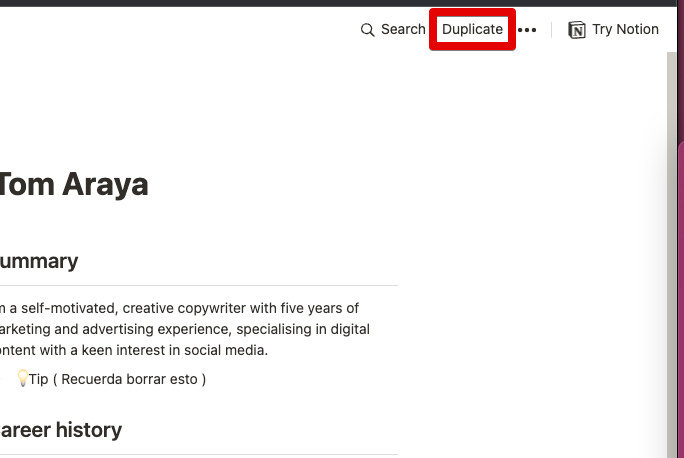 Search Duplicate ••• Try Notion
Tom Araya
ummary
m a self-motivated, creative copywriter with five years of
arketing and advertising experience, specialising in digital
ontent with a keen interest in social media.
💡Tip ( Recuerda borrar esto )
areer history